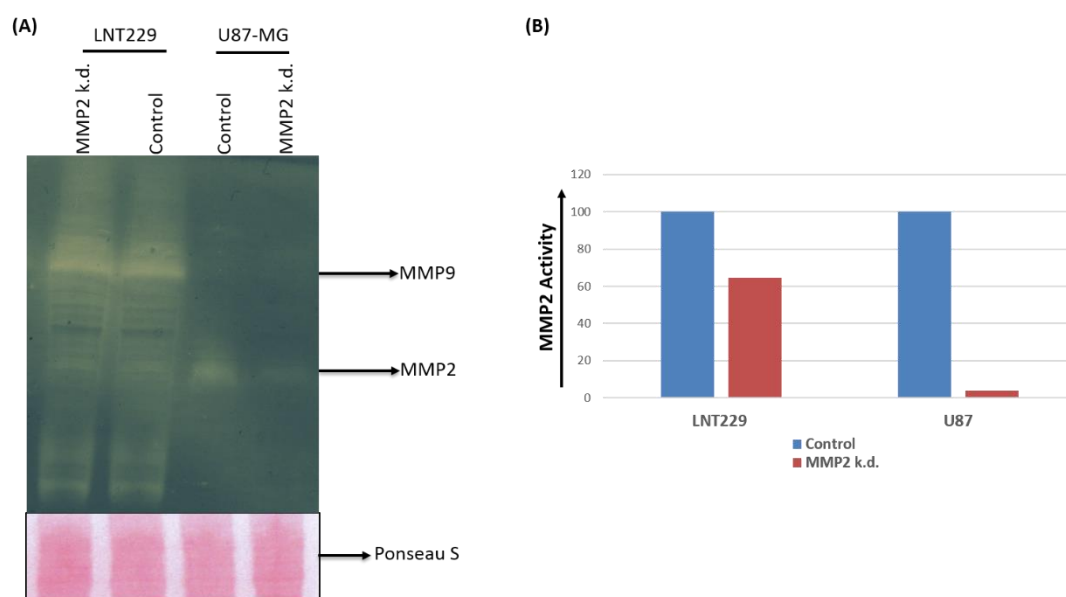 (A)
LNT229 U87-MG
MMP2 k.d.
Control
Control
MMP2 k.d.
MMP9
MMP2
Ponseau S
(B)
MMP2 Activity
120
100
80
60
40
20
0
LNT229 U87
Control
MMP2 k.d.